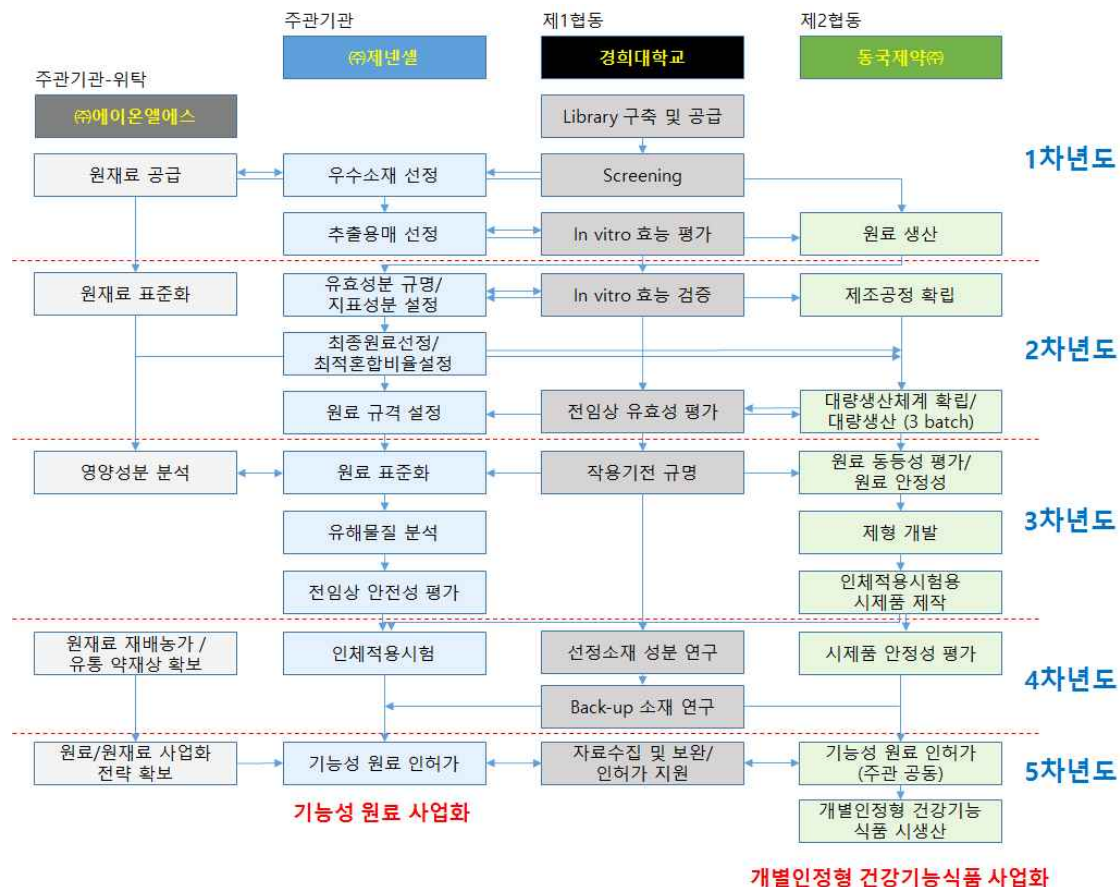 주관기관
제1협동
제2협동
㈜제넨셀
경희대학교
동국제약㈜
주관기관-위탁
㈜에이온엘에스
Library 구축 및 공급
1차년도
원재료 공급
우수소재 선정
Screening
추출용매 선정
In vitro 효능 평가
원료 생산
원재료 표준화
유효성분 규명/
지표성분 설정
In vitro 효능 검증
제조공정 확립
최종원료선정/
최적혼합비율설정
2차년도
원료 규격 설정
전임상 유효성 평가
대량생산체계 확립/
대량생산 (3 batch)
영양성분 분석
원료 표준화
작용기전 규명
원료 동등성 평가/
원료 안정성
유해물질 분석
제형 개발
3차년도
전임상 안전성 평가
인체적용시험용
시제품 제작
원재료 재배농가 /
유통 약재상 확보
인체적용시험
선정소재 성분 연구
시제품 안정성 평가
4차년도
Back-up 소재 연구
원료/원재료 사업화
전략 확보
기능성 원료 인허가
자료수집 및 보완/
인허가 지원
기능성 원료 인허가
(주관 공동)
5차년도
기능성 원료 사업화
개별인정형 건강기능
식품 시생산
개별인정형 건강기능식품 사업화